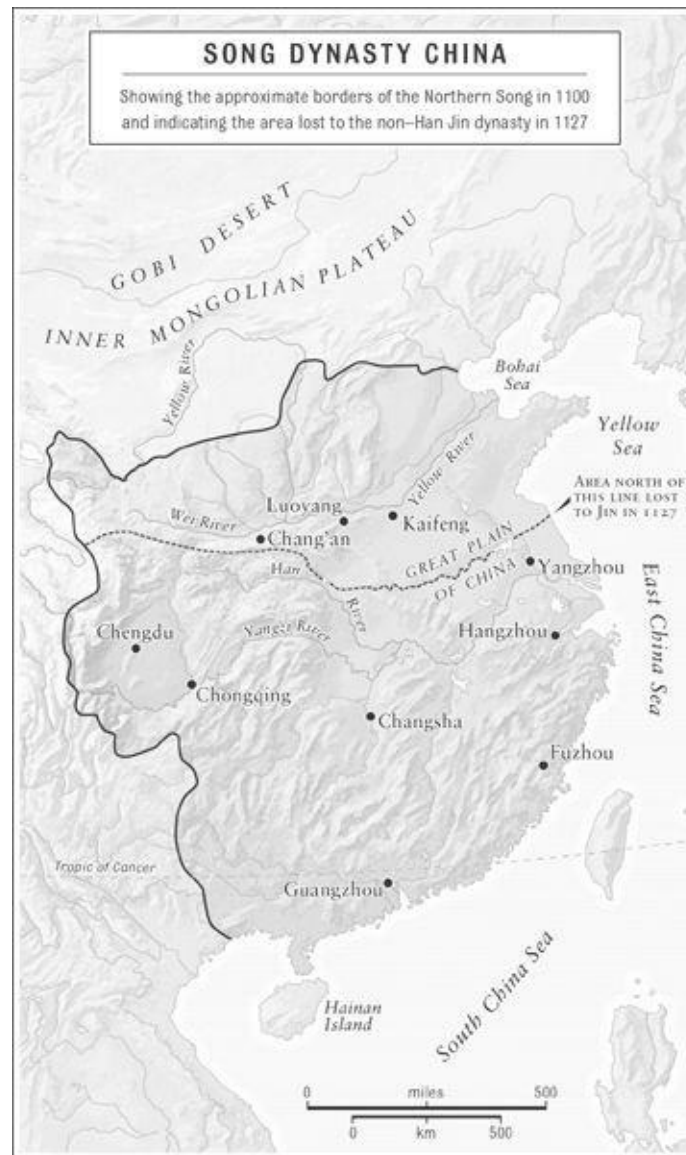 SONG DYNASTY CHINA
Showing the approximate borders of the Northern Song in 1100
and indicating the area lost to the non–Han Jin dynasty in 1127
GOBI DESERT
INNER MONGOLIAN PLATEAU
Yellow River
Bohai
Sea
Yellow
Sea
Yellow River
AREA NORTH OF
THIS LINE LOST
TO JIN IN 1127
Luoyang
Wei River
Kaifeng
Chang'an
GREAT PLAIN
OF CHINA
Han
River
Yangzhou
East China Sea
Chengdu
Yangzi River
Hangzhou
Chongqing
Changsha
Fuzhou
Tropic of Cancer
Guangzhou
South China Sea
Hainan
Island
0 miles 500
0 km 500